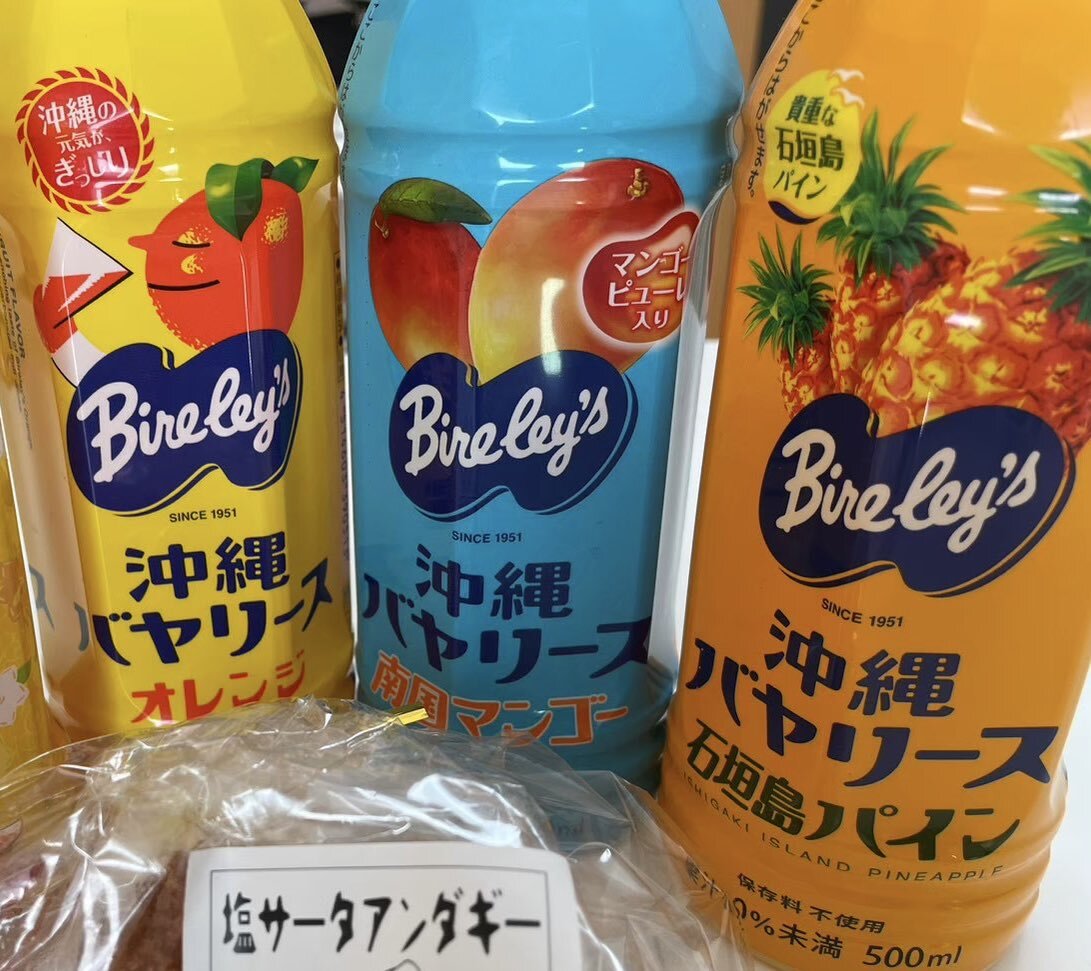 沖縄の
元気が、
ぎっしり
Bireley's
SINCE 1951
沖縄
バヤリース
オレンジ
マンゴー
ピューレ
入り
Bireley's
SINCE 1951
沖縄
バヤリース
南国マンゴー
貴重な
石垣島
パイン
Bireley's
SINCE 1951
沖縄
バヤリース
石垣島パイン
ISHIGAKI ISLAND PINEAPPLE
保存料不使用
0%未満 500ml
塩サータアンダギー